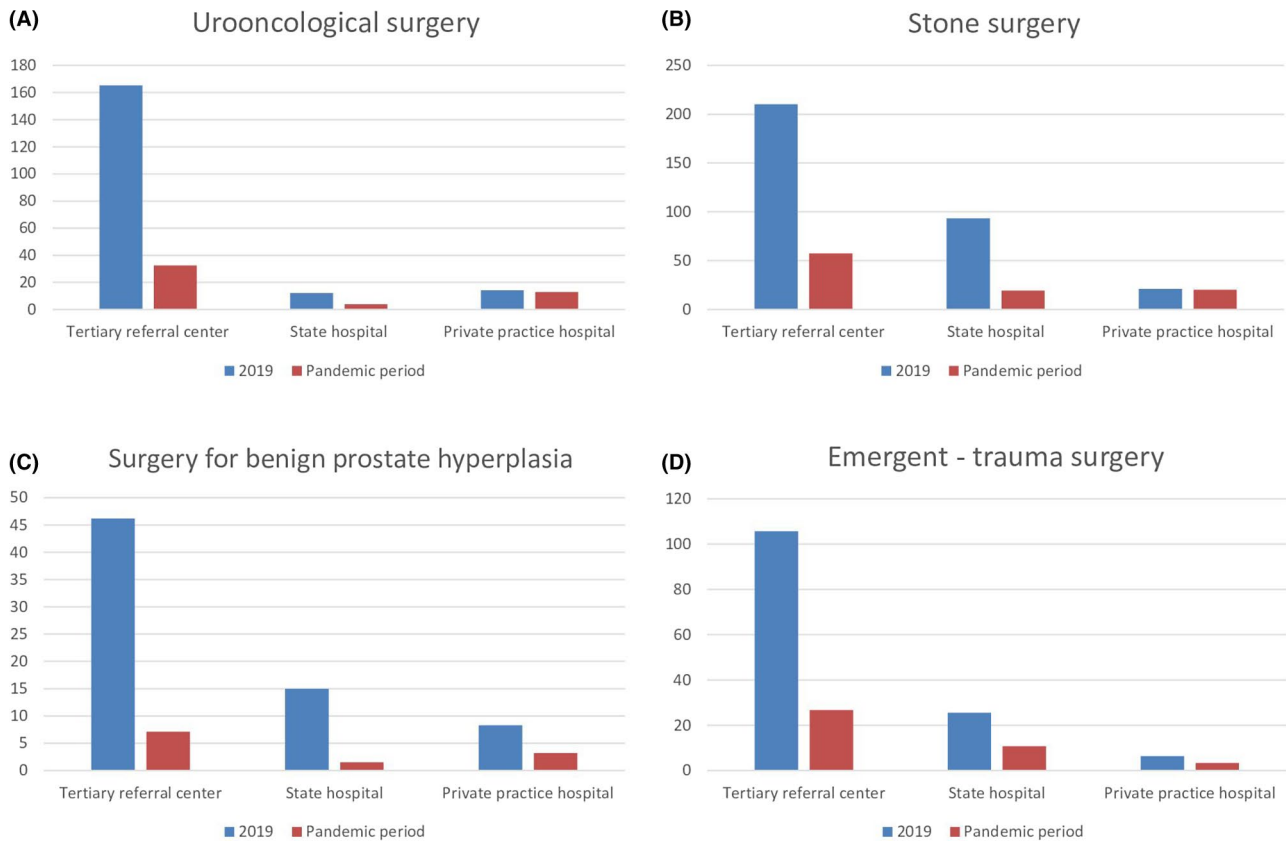 (A)
Urooncological surgery
180
160
140
120
100
80
60
40
20
0
Tertiary referral center State hospital Private practice hospital
2019 Pandemic period
(B)
Stone surgery
250
200
150
100
50
0
Tertiary referral center State hospital Private practice hospital
2019 Pandemic period
(C)
Surgery for benign prostate hyperplasia
50
45
40
35
30
25
20
15
10
5
0
Tertiary referral center State hospital Private practice hospital
2019 Pandemic period
(D)
Emergent - trauma surgery
120
100
80
60
40
20
0
Tertiary referral center State hospital Private practice hospital
2019 Pandemic period